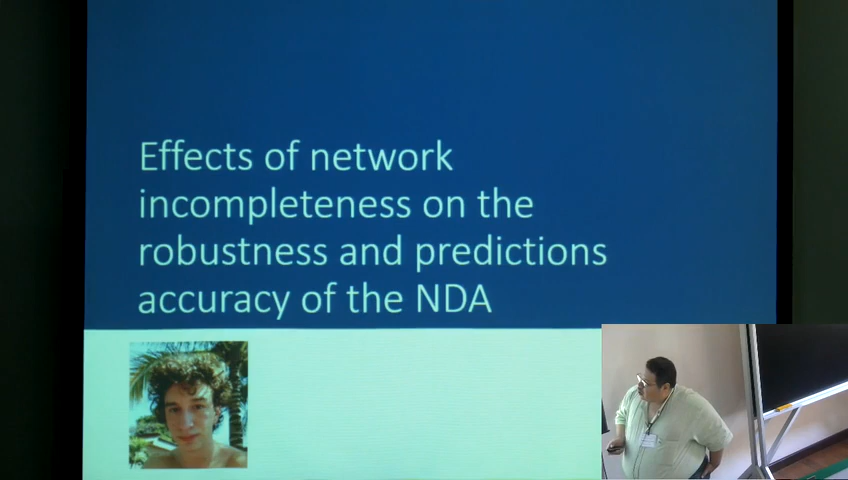 Effects of network
incompleteness on the
robustness and predictions
accuracy of the NDA